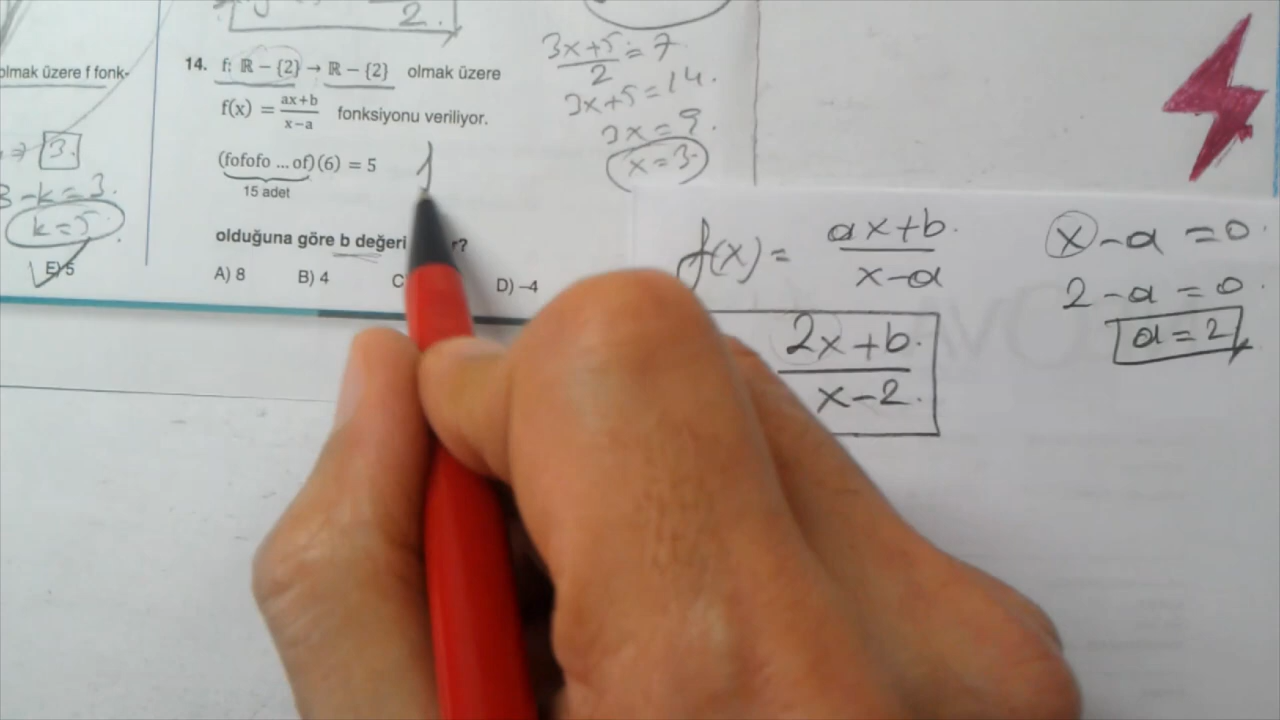 2.
olmak üzere f fonk-
3.
3-k=3.
k=5.
E) 5
14. f: ℝ – {2} → ℝ – {2} olmak üzere
f(x) = ax+b / x–a fonksiyonu veriliyor.
(fofofo ... of)(6) = 5
15 adet
olduğuna göre b değeri r?
A) 8 B) 4 C D) –4
3x+5 / 2 = 7
3x+5=14.
3x=9.
x=3.
f(x) = ax+b. / x-a
2x+b. / x-2.
x-a=0.
2-a=0.
a=2